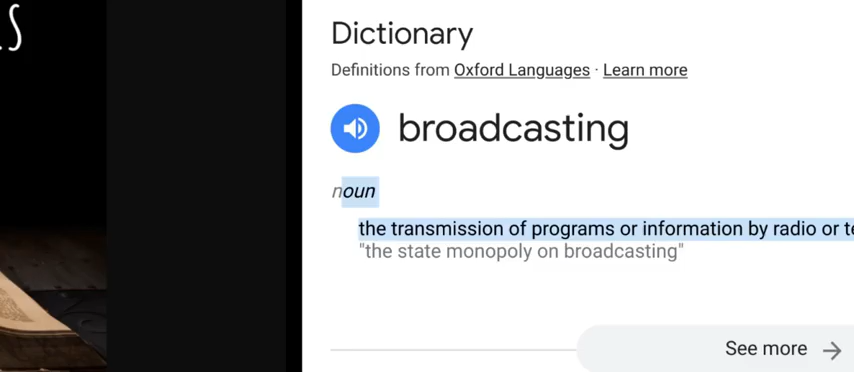 Dictionary
Definitions from Oxford Languages · Learn more
broadcasting
noun
the transmission of programs or information by radio or
"the state monopoly on broadcasting"
See more →